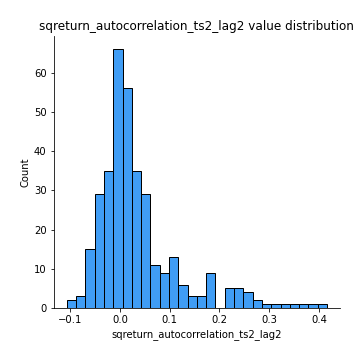 sqreturn_autocorrelation_ts2_lag2 value distribution
60
50
40
30
20
10
0
Count
−0.1 0.0 0.1 0.2 0.3 0.4
sqreturn_autocorrelation_ts2_lag2